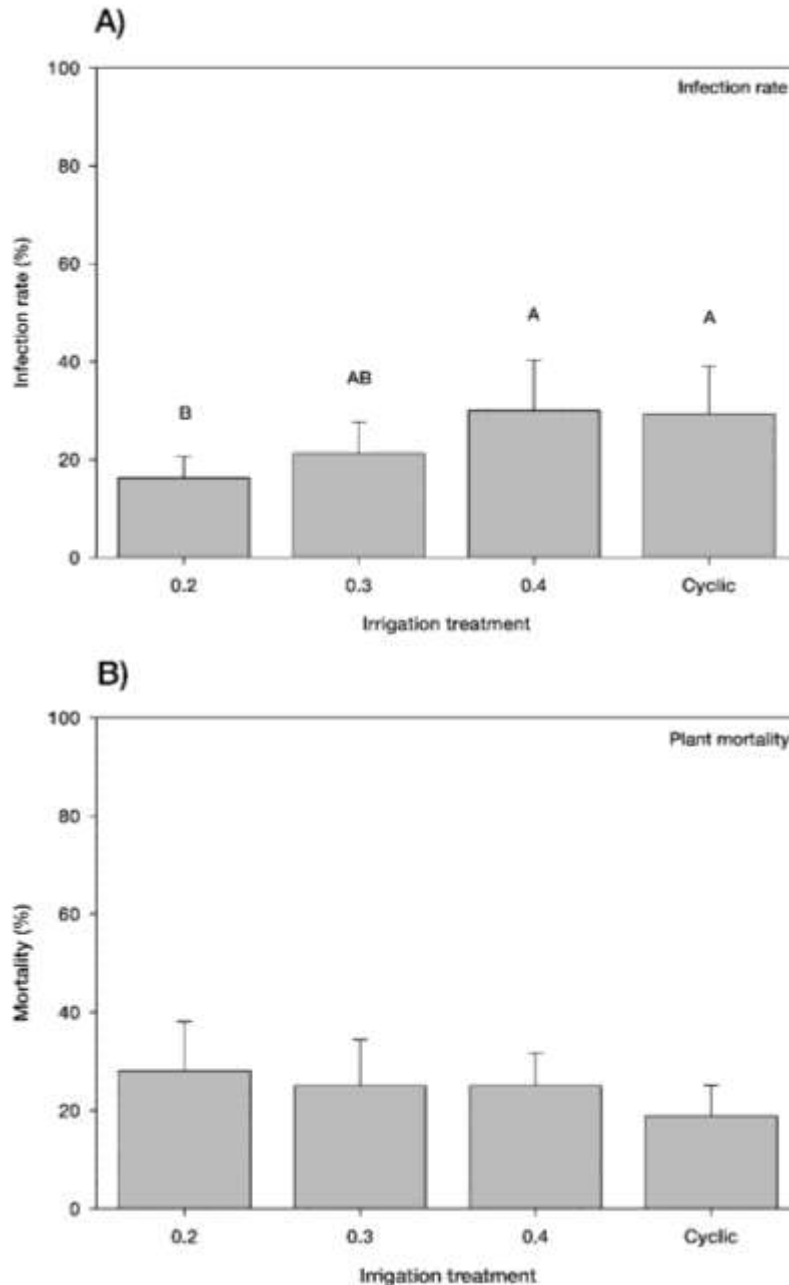 A)
Infection rate
100
80
60
40
20
0
Infection rate (%)
B
AB
A
A
0.2
0.3
0.4
Cyclic
Irrigation treatment
B)
Plant mortality
100
80
60
40
20
0
Mortality (%)
0.2
0.3
0.4
Cyclic
Irrigation treatment